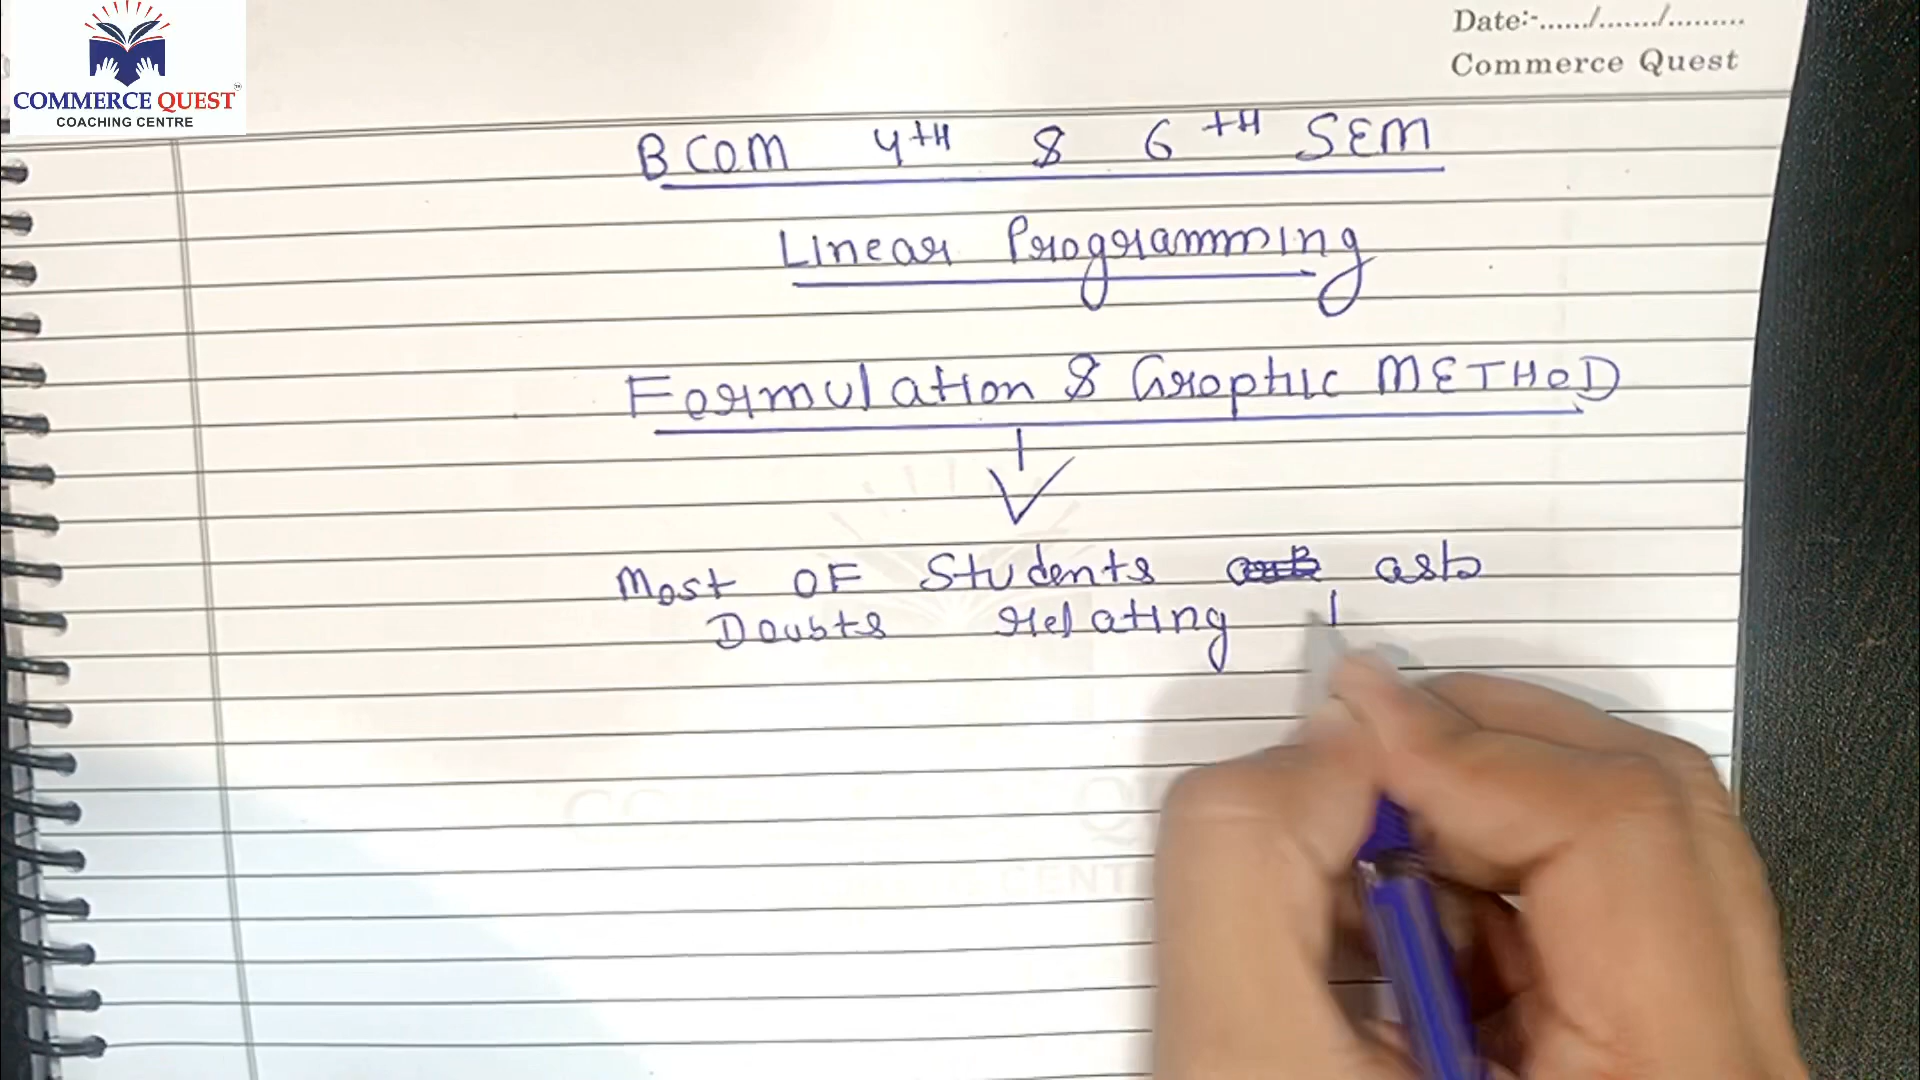 COMMERCE QUEST
COACHING CENTRE
Date:-....../......./.........
Commerce Quest
BCOM 4TH & 6TH SEM
Linear Programming
Formulation & Graphic METHOD
Most OF Students ask
Doubts relating